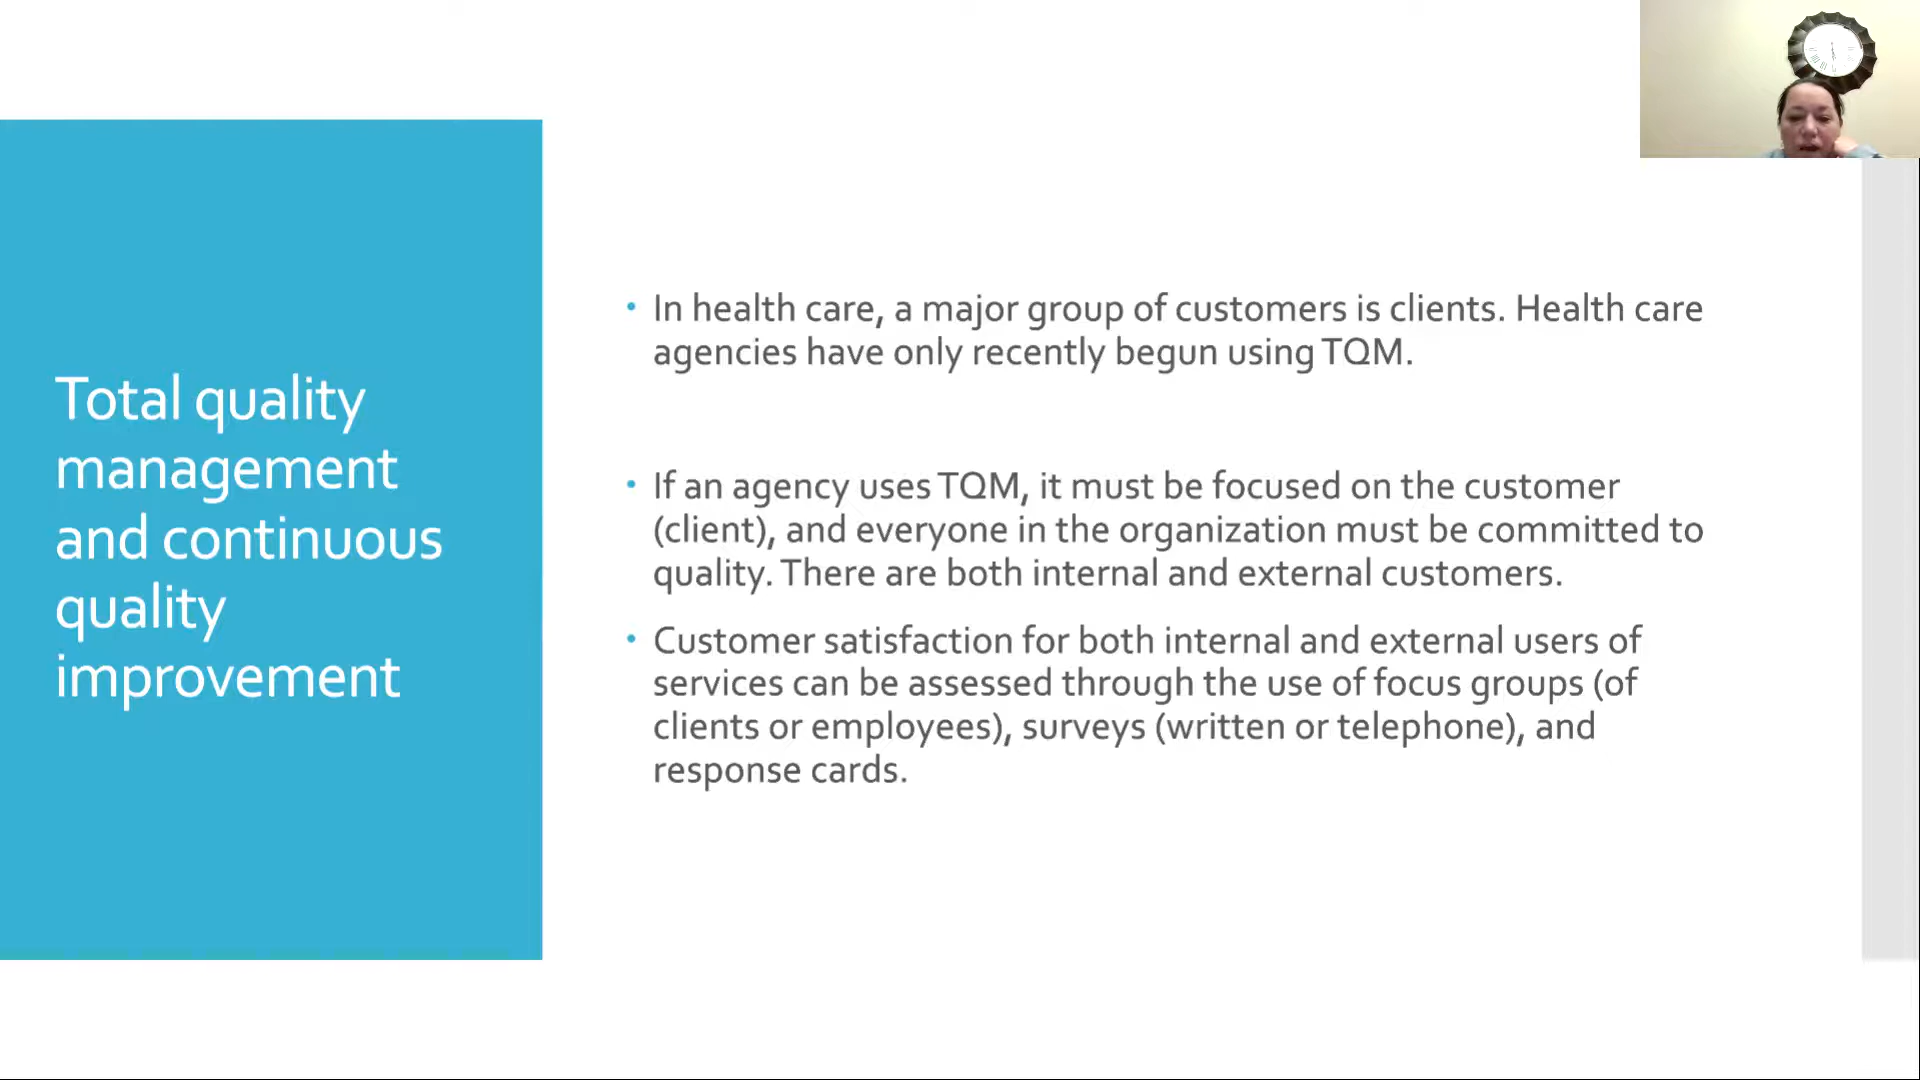 Total quality
management
and continuous
quality
improvement
• In health care, a major group of customers is clients. Health care
agencies have only recently begun using TQM.
• If an agency uses TQM, it must be focused on the customer
(client), and everyone in the organization must be committed to
quality. There are both internal and external customers.
• Customer satisfaction for both internal and external users of
services can be assessed through the use of focus groups (of
clients or employees), surveys (written or telephone), and
response cards.